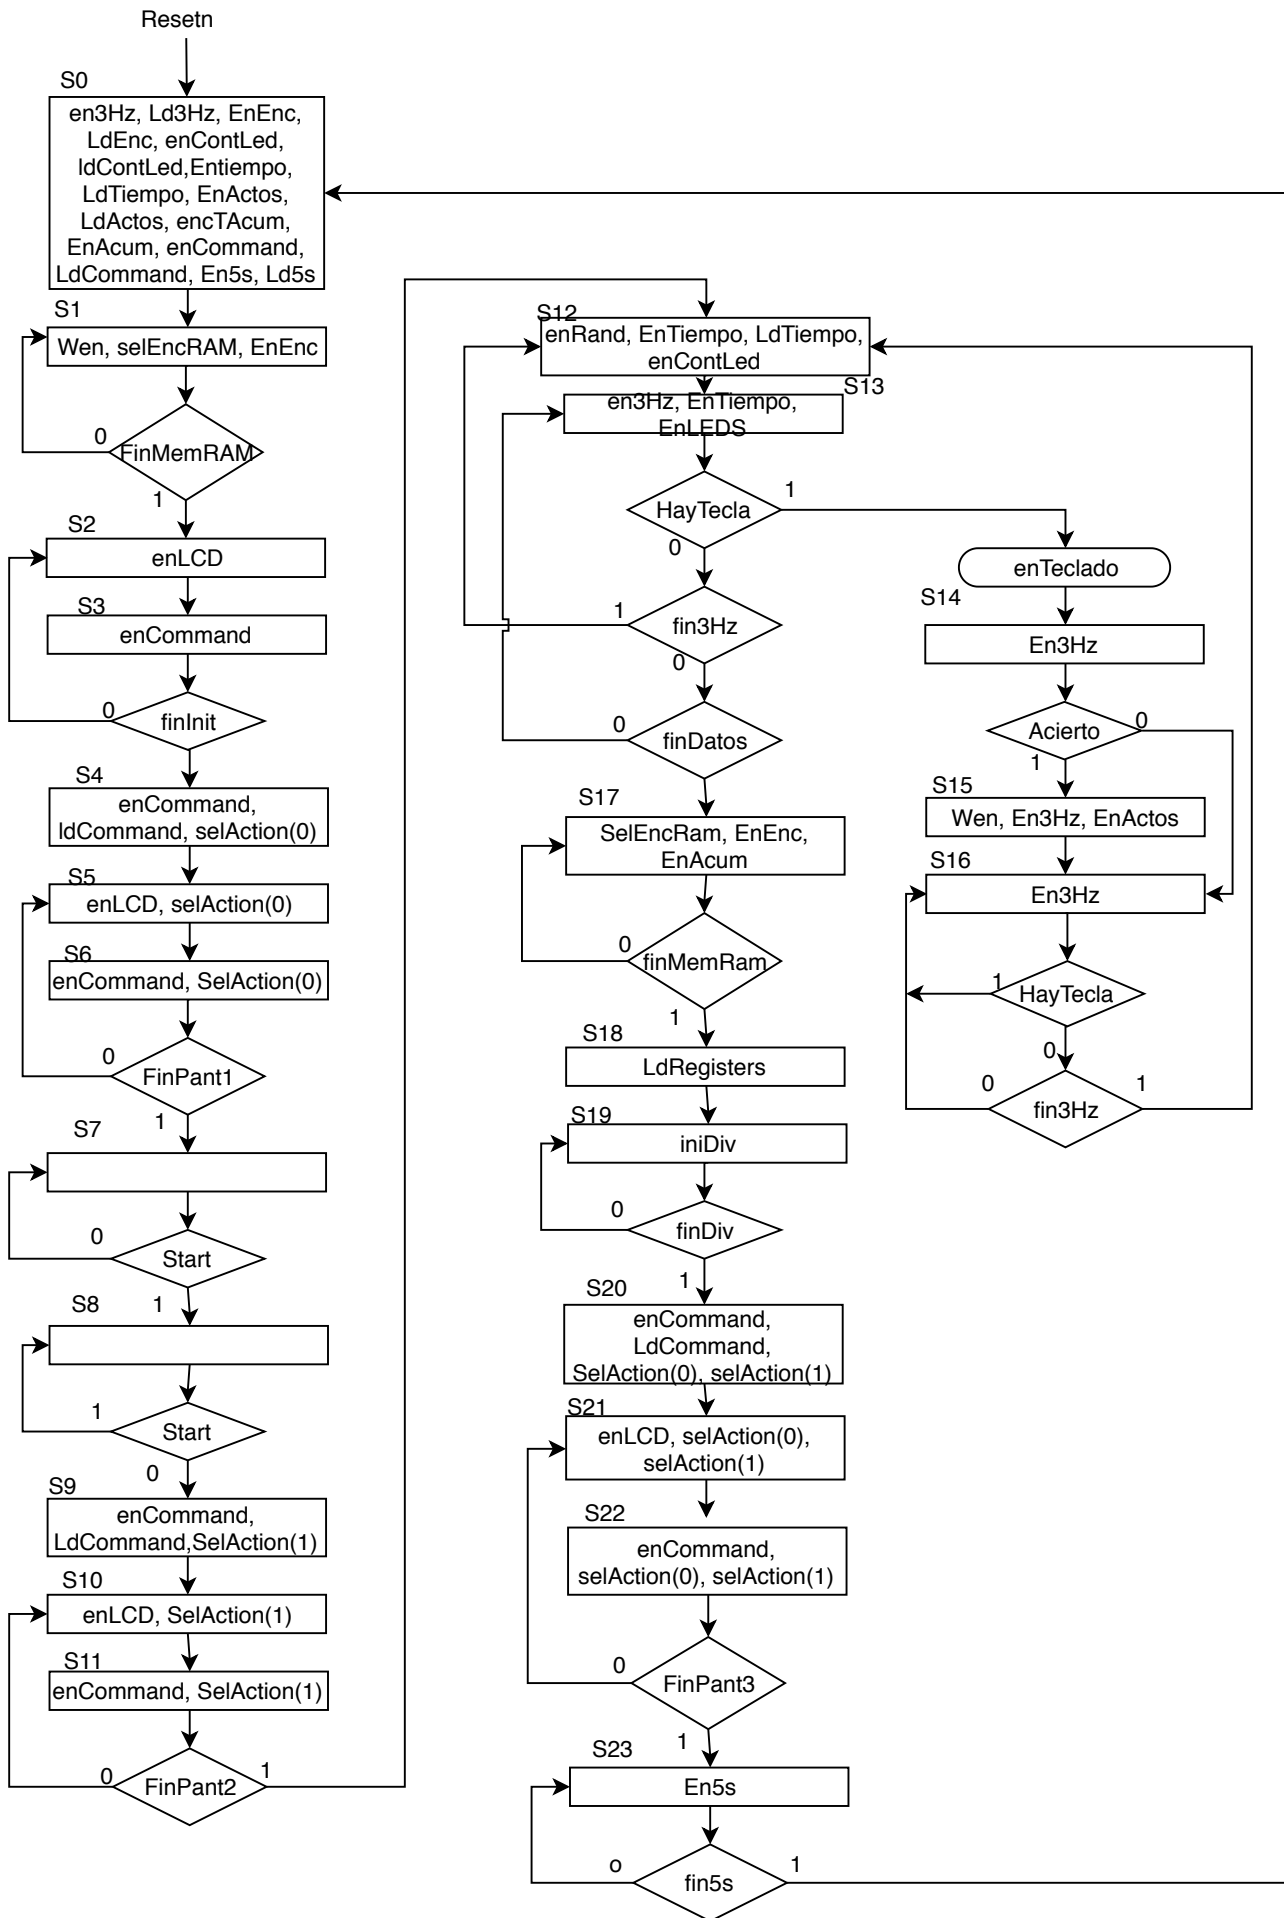 Resetn
S0
en3Hz, Ld3Hz, EnEnc,
LdEnc, enContLed,
ldContLed,Entiempo,
LdTiempo, EnActos,
LdActos, encTAcum,
EnAcum, enCommand,
LdCommand, En5s, Ld5s
S1
Wen, selEncRAM, EnEnc
0
FinMemRAM
1
S2
enLCD
S3
enCommand
0
finInit
S4
enCommand,
ldCommand, selAction(0)
S5
enLCD, selAction(0)
S6
enCommand, SelAction(0)
0
FinPant1
1
S7
0
Start
1
S8
1
Start
0
S9
enCommand,
LdCommand,SelAction(1)
S10
enLCD, SelAction(1)
S11
enCommand, SelAction(1)
0
FinPant2
1
S12
enRand, EnTiempo, LdTiempo,
enContLed
S13
en3Hz, EnTiempo,
EnLEDS
HayTecla
1
0
1
fin3Hz
0
0
finDatos
S17
SelEncRam, EnEnc,
EnAcum
0
finMemRam
1
S18
LdRegisters
S19
iniDiv
0
finDiv
1
S20
enCommand,
LdCommand,
SelAction(0), selAction(1)
S21
enLCD, selAction(0),
selAction(1)
S22
enCommand,
selAction(0), selAction(1)
0
FinPant3
1
S23
En5s
o
fin5s
1
enTeclado
S14
En3Hz
Acierto
0
1
S15
Wen, En3Hz, EnActos
S16
En3Hz
1
HayTecla
0
0
fin3Hz
1